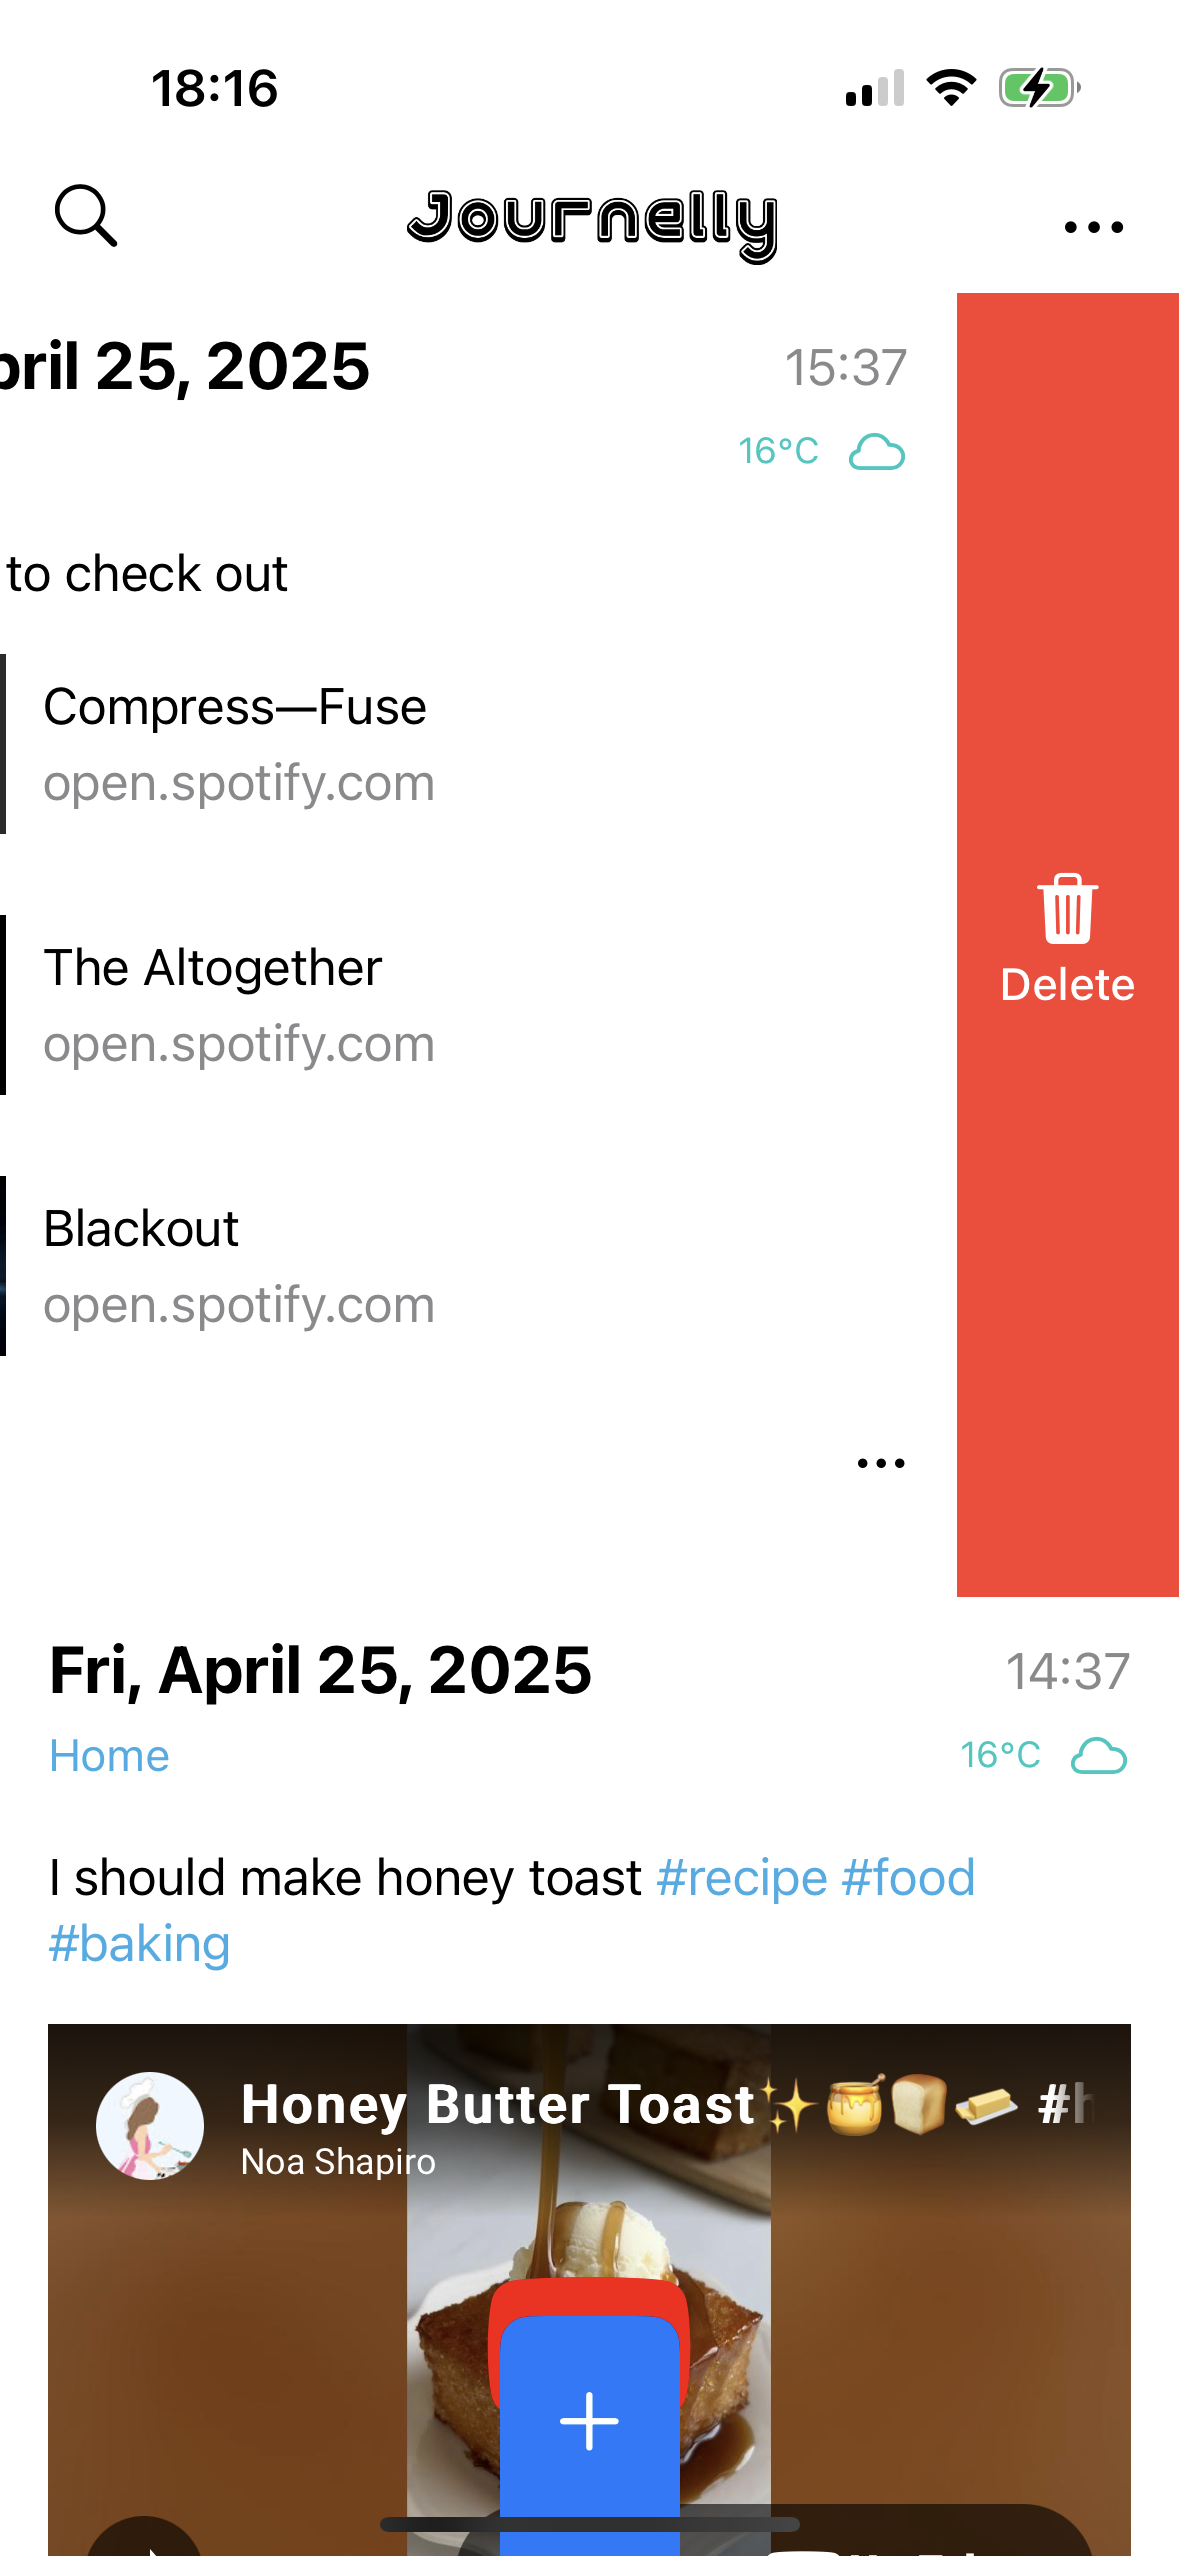 18:16
Journelly
pril 25, 2025
15:37
16°C
to check out
Compress—Fuse
open.spotify.com
The Altogether
open.spotify.com
Delete
Blackout
open.spotify.com
Fri, April 25, 2025
14:37
Home
16°C
I should make honey toast #recipe #food
#baking
Honey Butter Toast✨🍯🍞🧈 #h
Noa Shapiro